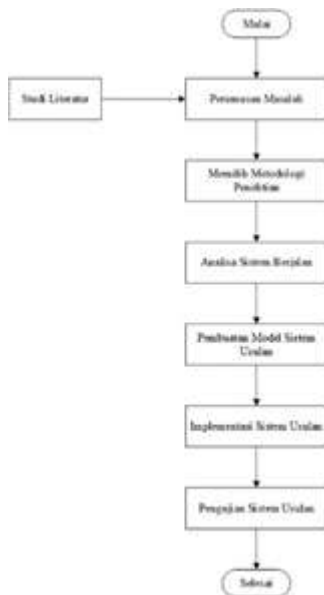 Mulai
Studi Literatur
Perumusan Masalah
Memilih Metodologi
Penelitian
Analisa Sistem Berjalan
Pembuatan Model Sistem
Usulan
Implementasi Sistem Usulan
Pengujian Sistem Usulan
Selesai